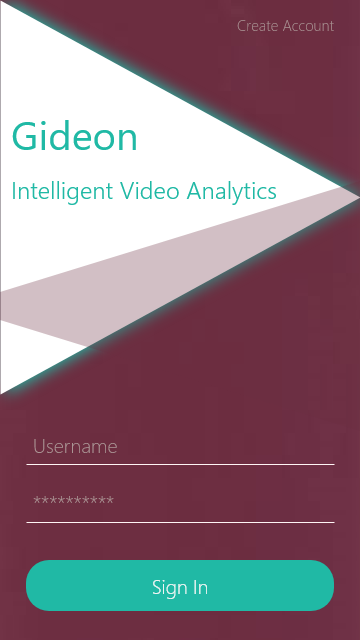 Create Account
Gideon
Intelligent Video Analytics
Username
**********
Sign In